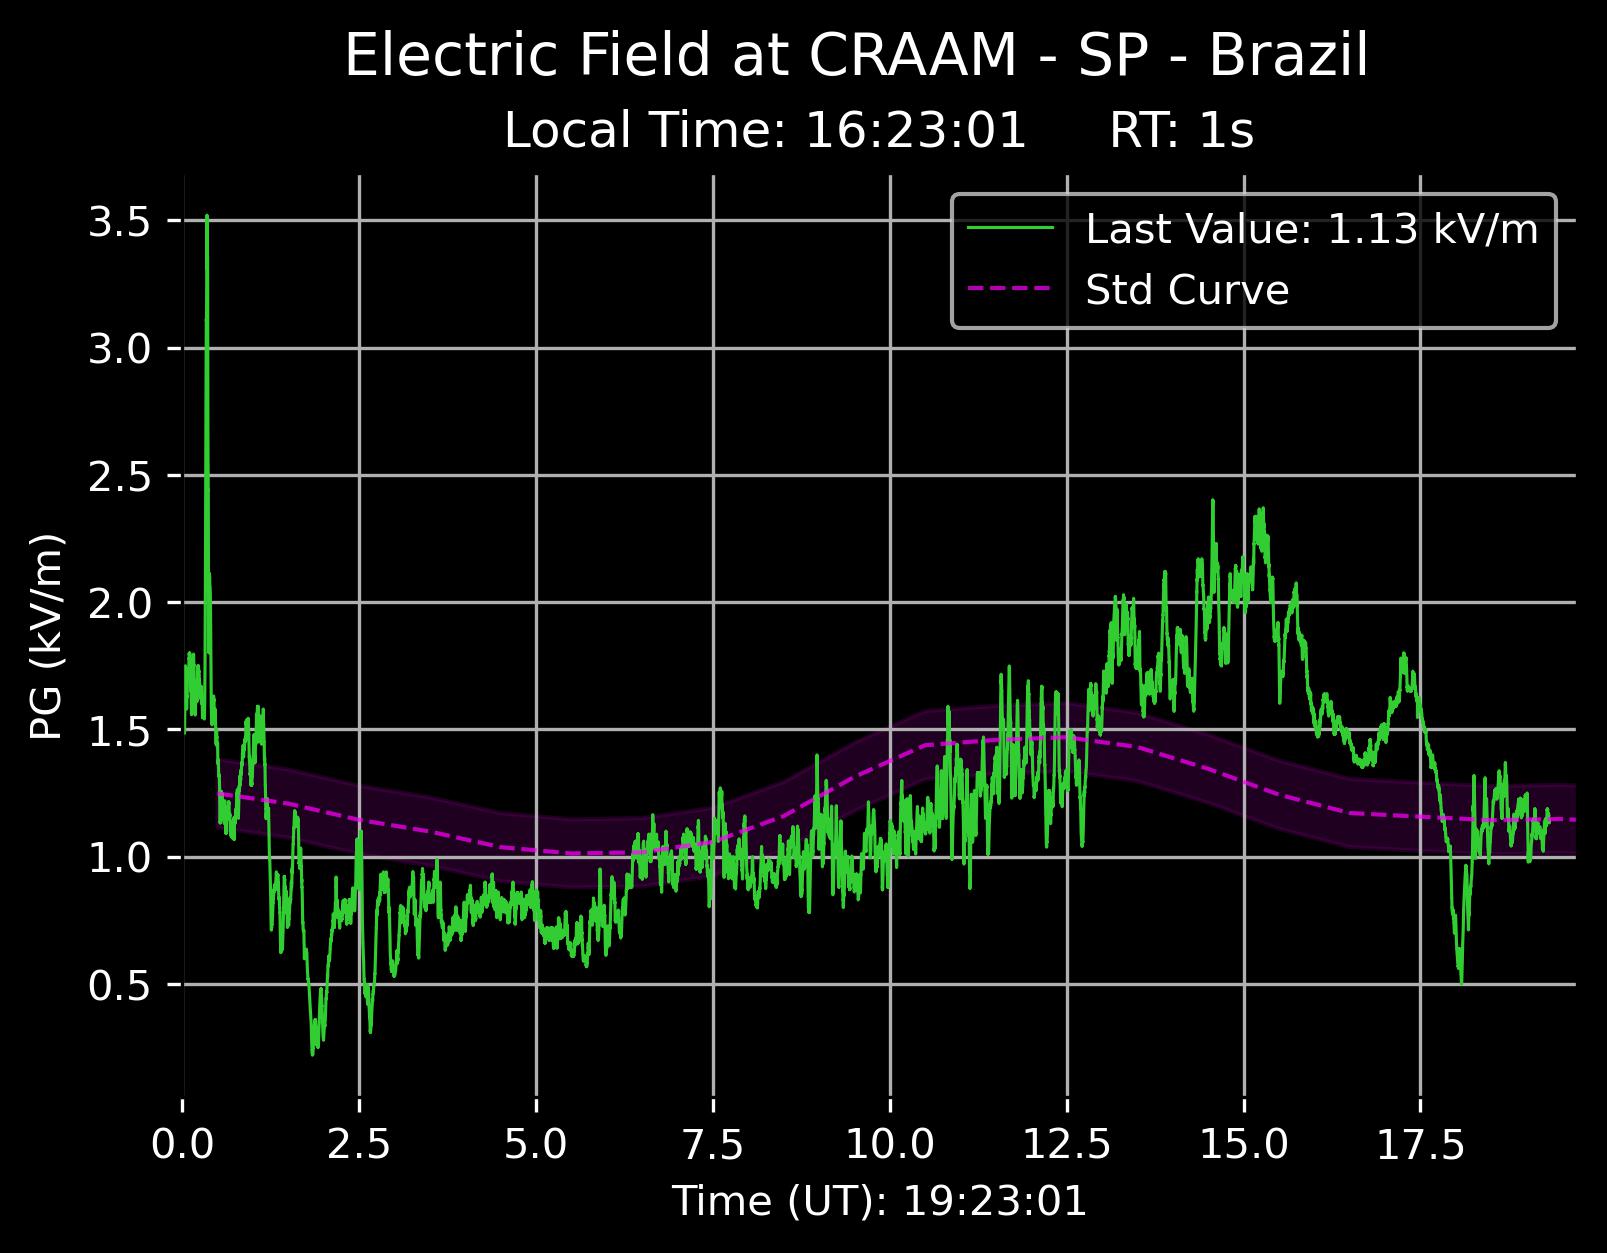 Electric Field at CRAAM - SP - Brazil
Local Time: 16:23:01 RT: 1s
Last Value: 1.13 kV/m
Std Curve
PG (kV/m)
3.5
3.0
2.5
2.0
1.5
1.0
0.5
0.0 2.5 5.0 7.5 10.0 12.5 15.0 17.5
Time (UT): 19:23:01